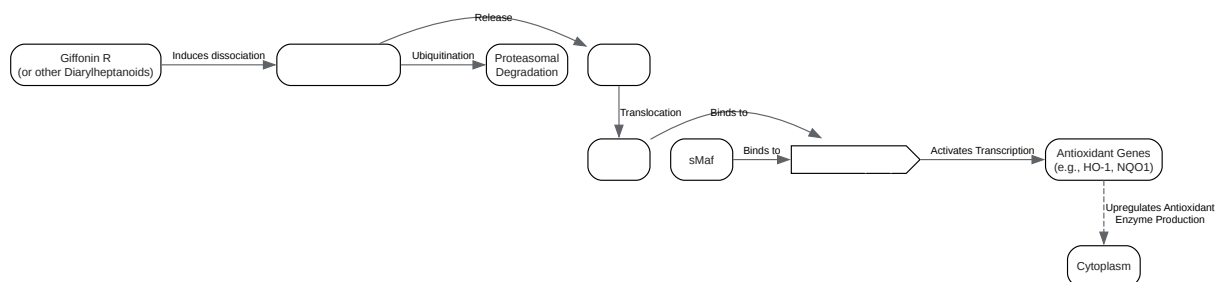 Release
Giffonin R
(or other Diarylheptanoids)
Induces dissociation
Ubiquitination
Proteasomal
Degradation
Translocation
Binds to
sMaf
Binds to
Activates Transcription
Antioxidant Genes
(e.g., HO-1, NQO1)
Upregulates Antioxidant
Enzyme Production
Cytoplasm